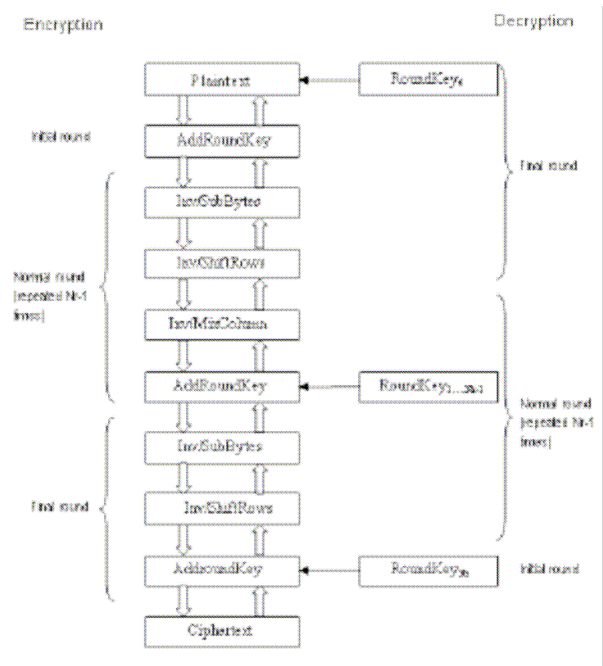 Encryption
Decryption
Plaintext
RoundKey
Initial round
AddRoundKey
Final round
InvSubBytes
InvShiftRows
Normal round
[repeated Nr-1
times]
InvMixColumn
AddRoundKey
RoundKey
Normal round
[repeated Nr-1
times]
InvSubBytes
Final round
InvShiftRows
AddroundKey
RoundKey
Initial round
Ciphertext